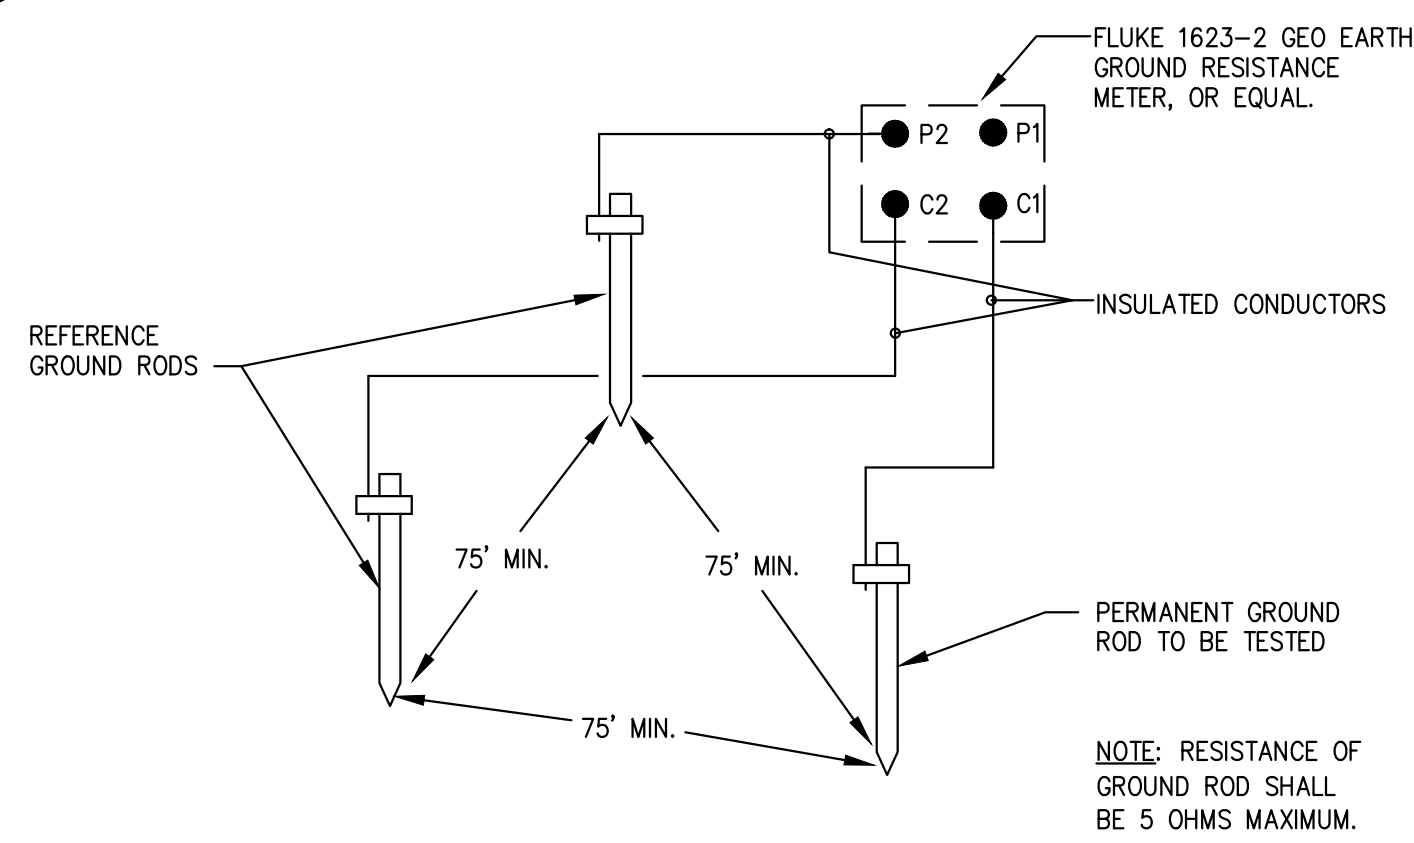 FLUKE 1623-2 GEO EARTH
GROUND RESISTANCE
METER, OR EQUAL.
P2
P1
C2
C1
INSULATED CONDUCTORS
REFERENCE
GROUND RODS
75' MIN.
75' MIN.
PERMANENT GROUND
ROD TO BE TESTED
75' MIN.
NOTE: RESISTANCE OF
GROUND ROD SHALL
BE 5 OHMS MAXIMUM.